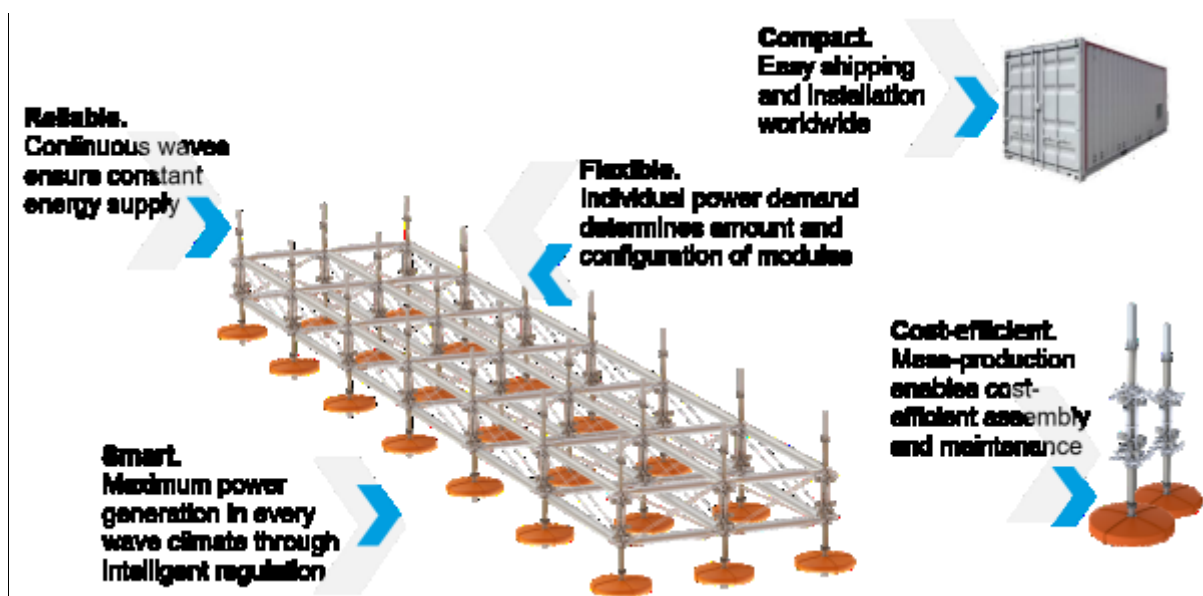 Compact.
Easy shipping
and installation
worldwide
Reliable.
Continuous waves
ensure constant
energy supply
Flexible.
Individual power demand
determines amount and
configuration of modules
Cost-efficient.
Mass-production
enables cost-
efficient assembly
and maintenance
Smart.
Maximum power
generation in every
wave climate through
intelligent regulation